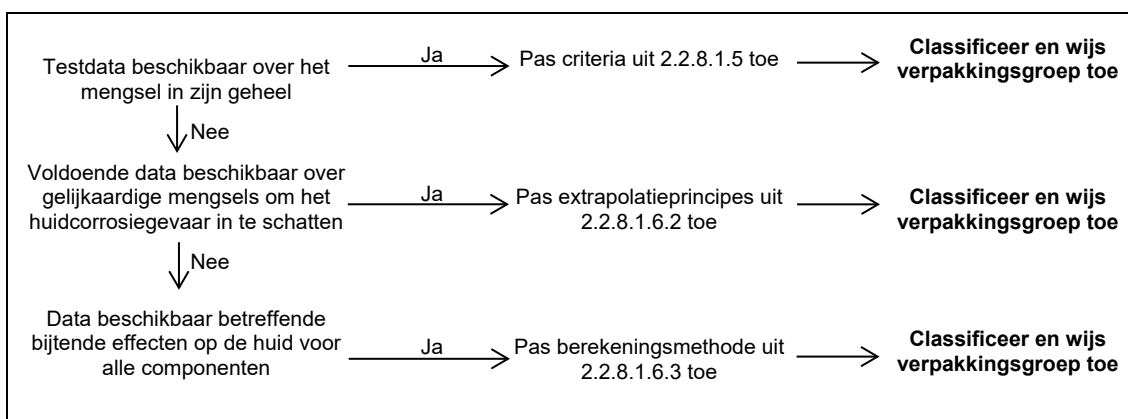 Testdata beschikbaar over het
mengsel in zijn geheel
Ja
Pas criteria uit 2.2.8.1.5 toe
Classificeer en wijs
verpakkingsgroep toe
Nee
Voldoende data beschikbaar over
gelijkaardige mengsels om het
huidcorrosiegevaar in te schatten
Ja
Pas extrapolatieprincipes uit
2.2.8.1.6.2 toe
Classificeer en wijs
verpakkingsgroep toe
Nee
Data beschikbaar betreffende
bijtende effecten op de huid voor
alle componenten
Ja
Pas berekeningsmethode uit
2.2.8.1.6.3 toe
Classificeer en wijs
verpakkingsgroep toe